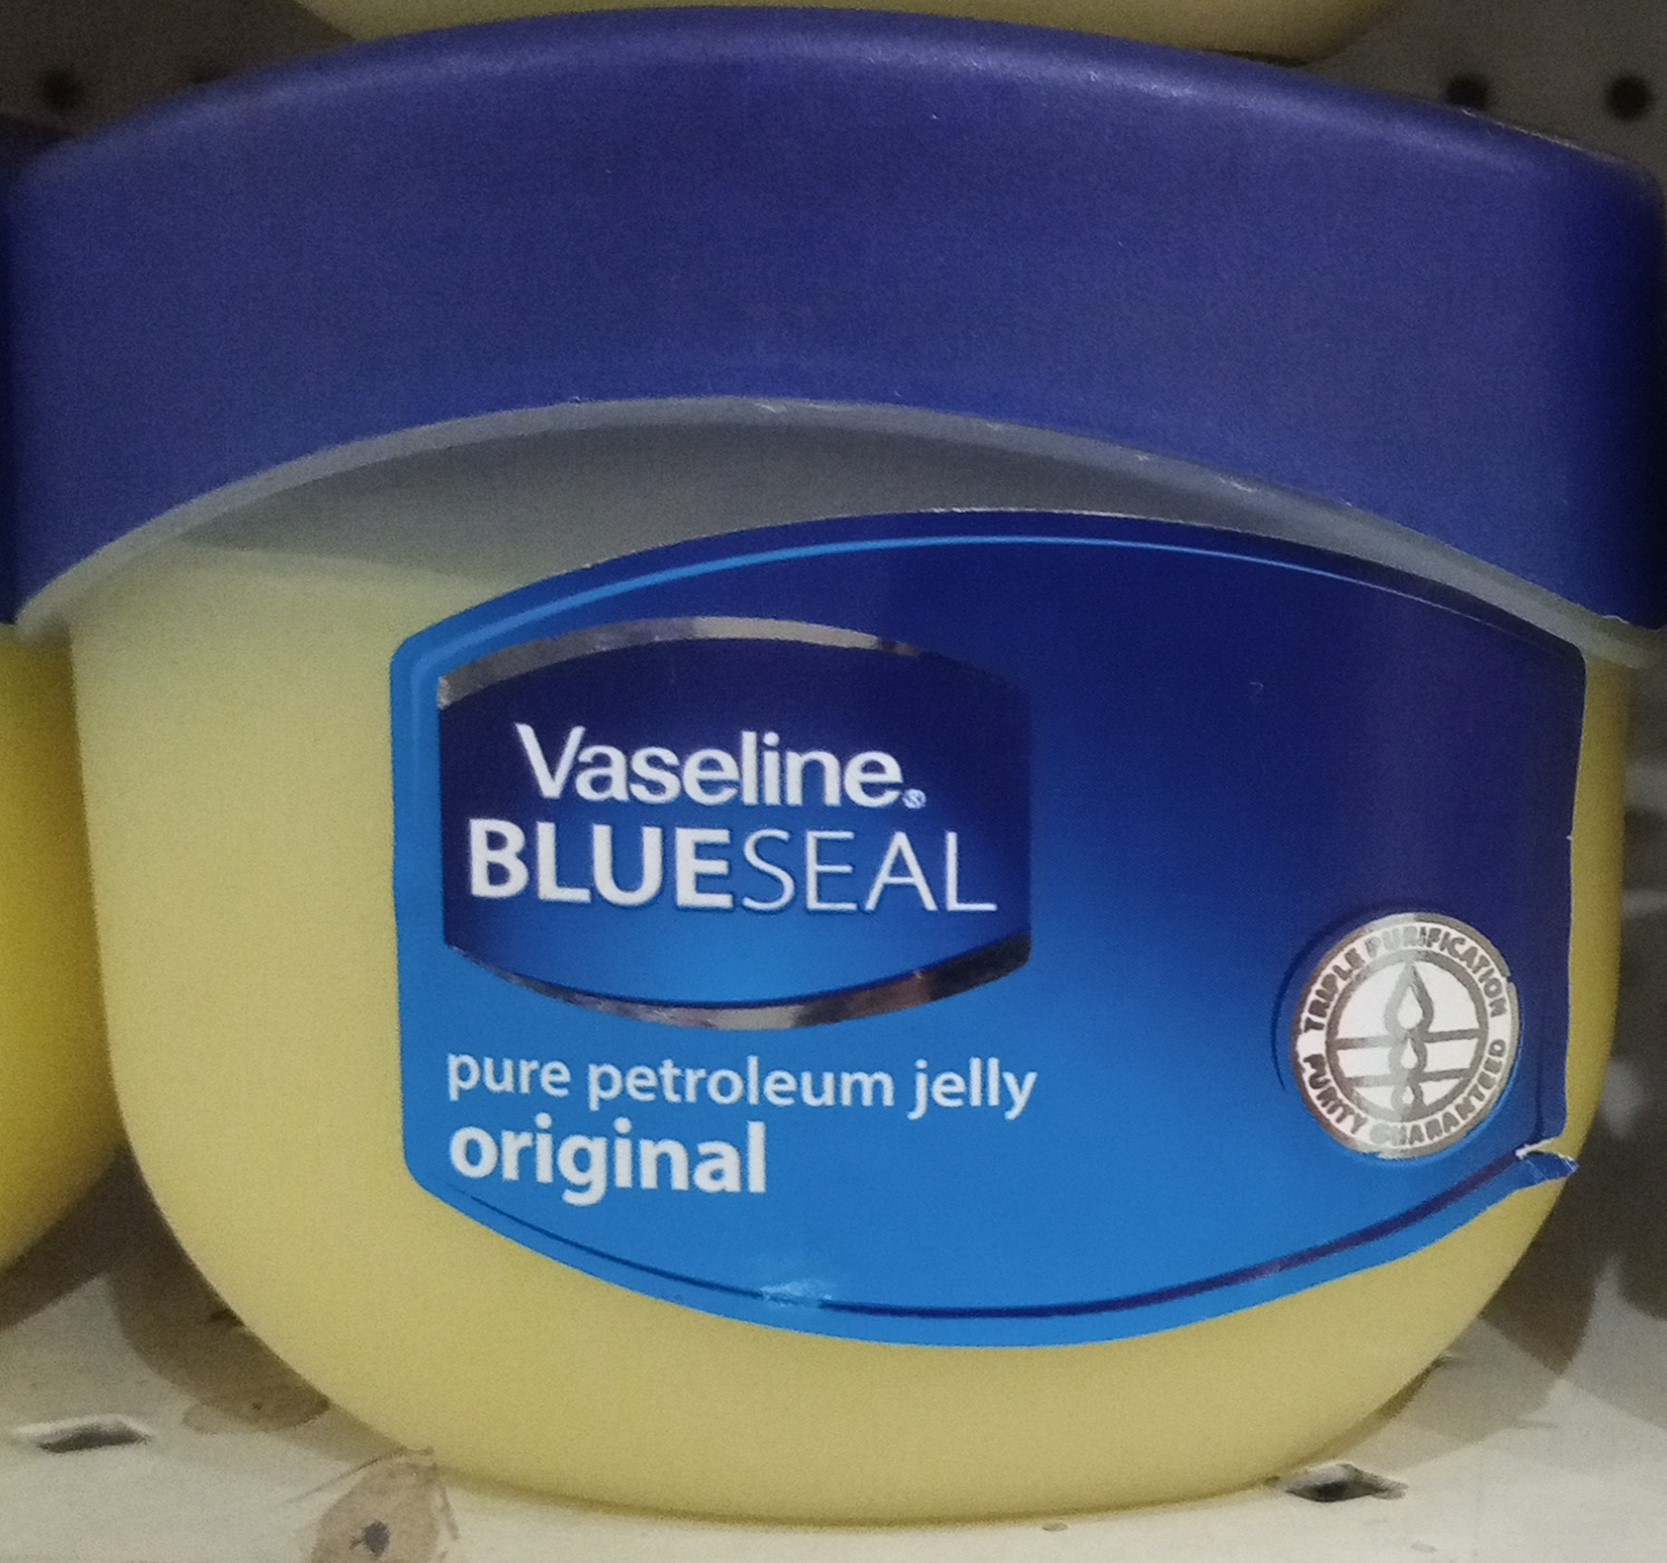 Vaseline®
BLUESEAL
pure petroleum jelly
original
TRIPLE PURIFICATION
PURITY GUARANTEED